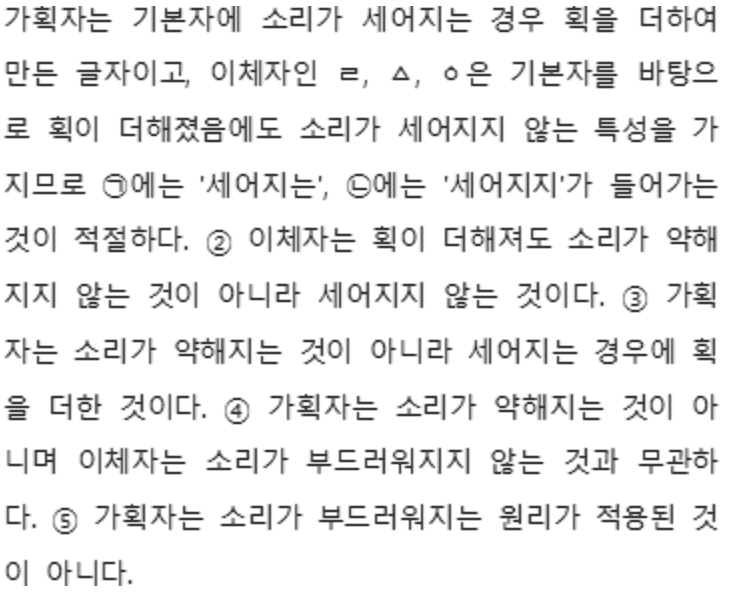 가획자는 기본자에 소리가 세어지는 경우 획을 더하여
만든 글자이고, 이체자인 ㄹ, ㅿ, ㆁ은 기본자를 바탕으
로 획이 더해졌음에도 소리가 세어지지 않는 특성을 가
지므로 ㉠에는 '세어지는', ㉡에는 '세어지지'가 들어가는
것이 적절하다. ② 이체자는 획이 더해져도 소리가 약해
지지 않는 것이 아니라 세어지지 않는 것이다. ③ 가획
자는 소리가 약해지는 것이 아니라 세어지는 경우에 획
을 더한 것이다. ④ 가획자는 소리가 약해지는 것이 아
니며 이체자는 소리가 부드러워지지 않는 것과 무관하
다. ⑤ 가획자는 소리가 부드러워지는 원리가 적용된 것
이 아니다.